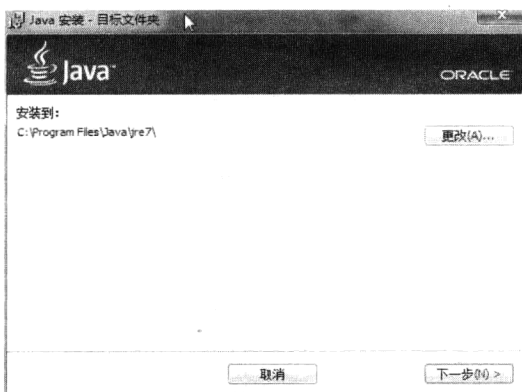 Java 安装 - 目标文件夹
Java™
ORACLE
安装到:
C:\Program Files\Java\jre7\
更改(A)...
取消
下一步(N) >